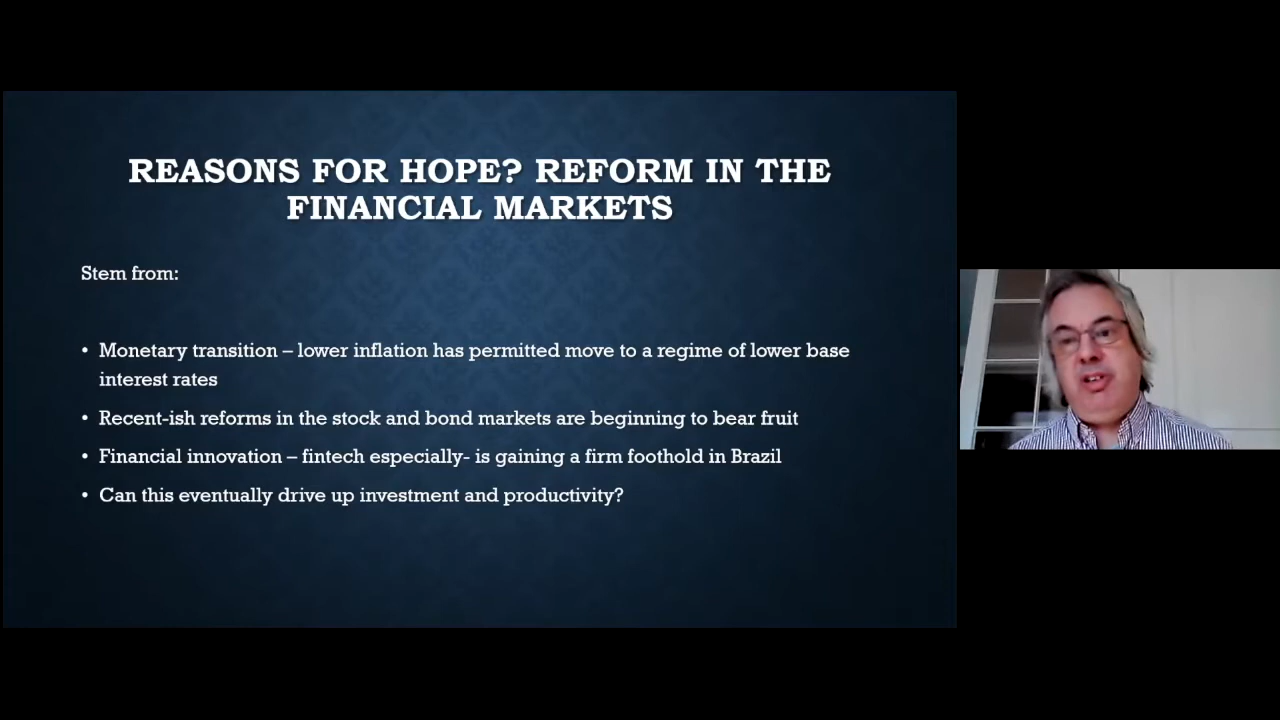 REASONS FOR HOPE? REFORM IN THE
FINANCIAL MARKETS
Stem from:
• Monetary transition – lower inflation has permitted move to a regime of lower base
interest rates
• Recent-ish reforms in the stock and bond markets are beginning to bear fruit
• Financial innovation – fintech especially- is gaining a firm foothold in Brazil
• Can this eventually drive up investment and productivity?